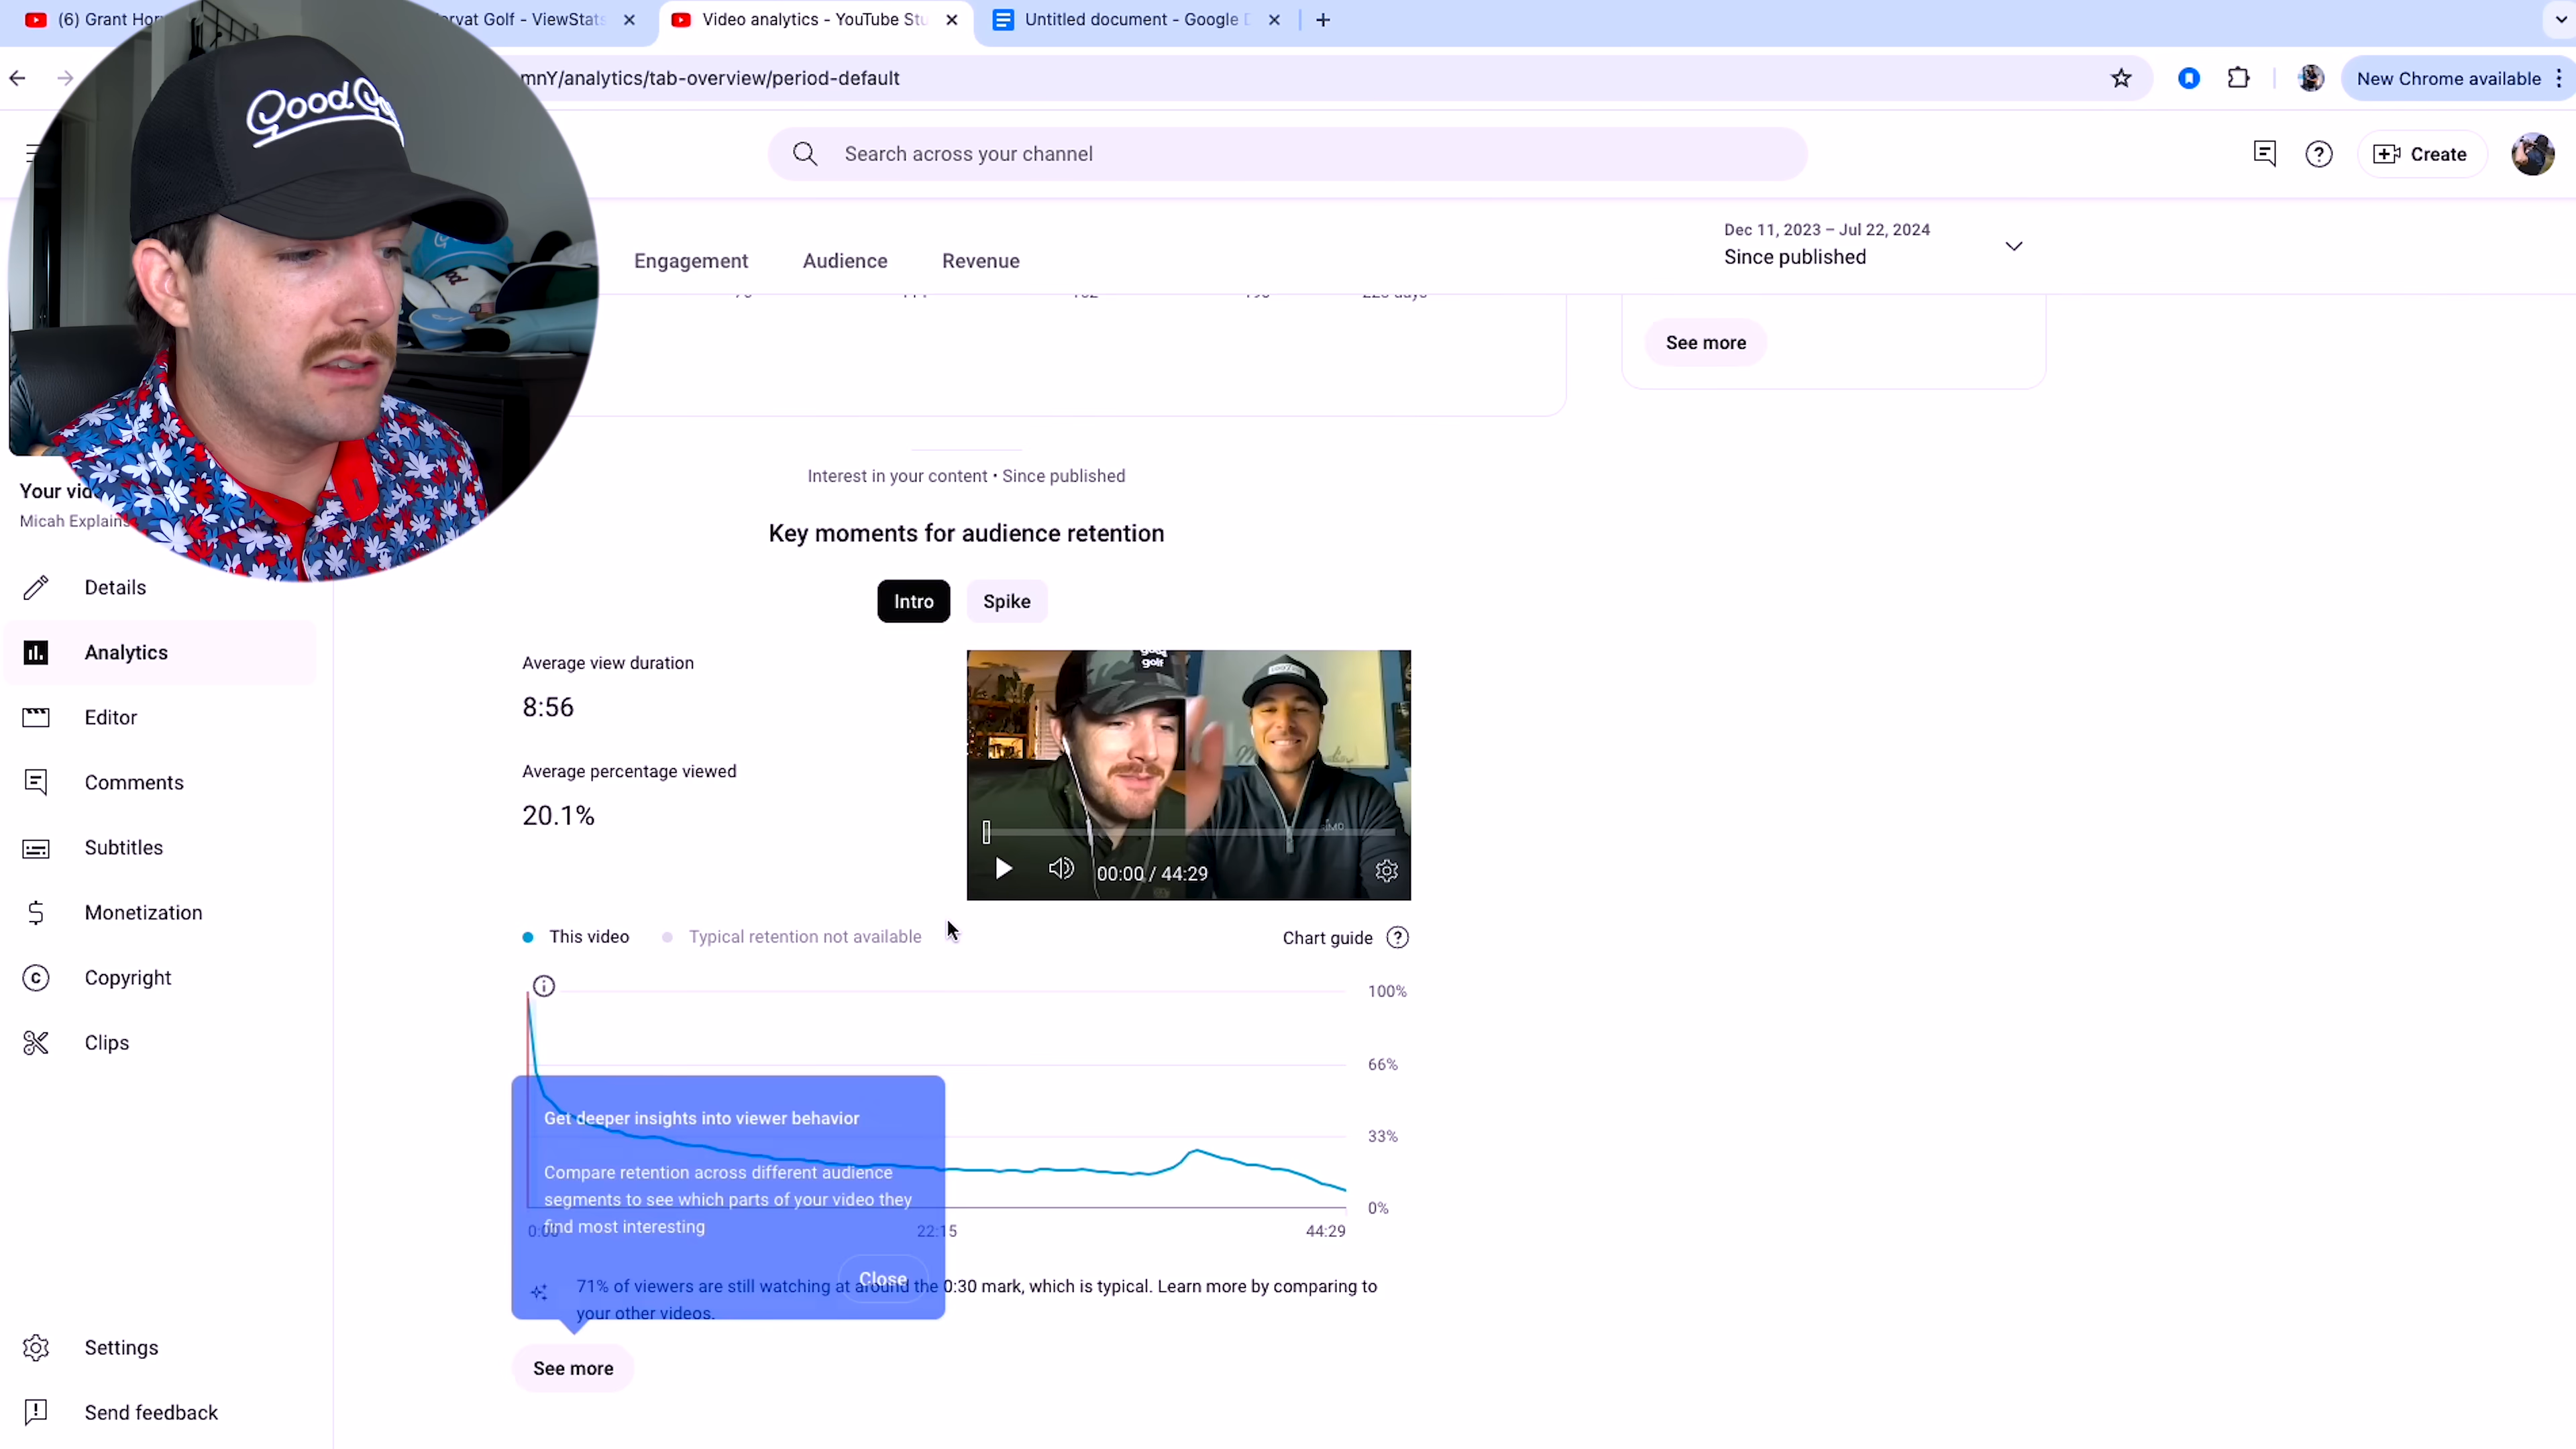 (6) Grant Hor
rvat Golf - ViewStats
Video analytics - YouTube Stu
Untitled document - Google D
mnY/analytics/tab-overview/period-default
New Chrome available
Search across your channel
Create
Good
Engagement
Audience
Revenue
Dec 11, 2023 – Jul 22, 2024
Since published
See more
Interest in your content • Since published
Key moments for audience retention
Intro
Spike
Your vid
Micah Explains
Details
Analytics
Editor
Comments
Subtitles
Monetization
Copyright
Clips
Settings
Send feedback
Average view duration
8:56
Average percentage viewed
20.1%
good
golf
00:00 / 44:29
This video
Typical retention not available
Chart guide
100%
66%
33%
0%
0:00
22:15
44:29
Get deeper insights into viewer behavior
Compare retention across different audience
segments to see which parts of your video they
find most interesting
Close
71% of viewers are still watching at around the 0:30 mark, which is typical. Learn more by comparing to
your other videos.
See more